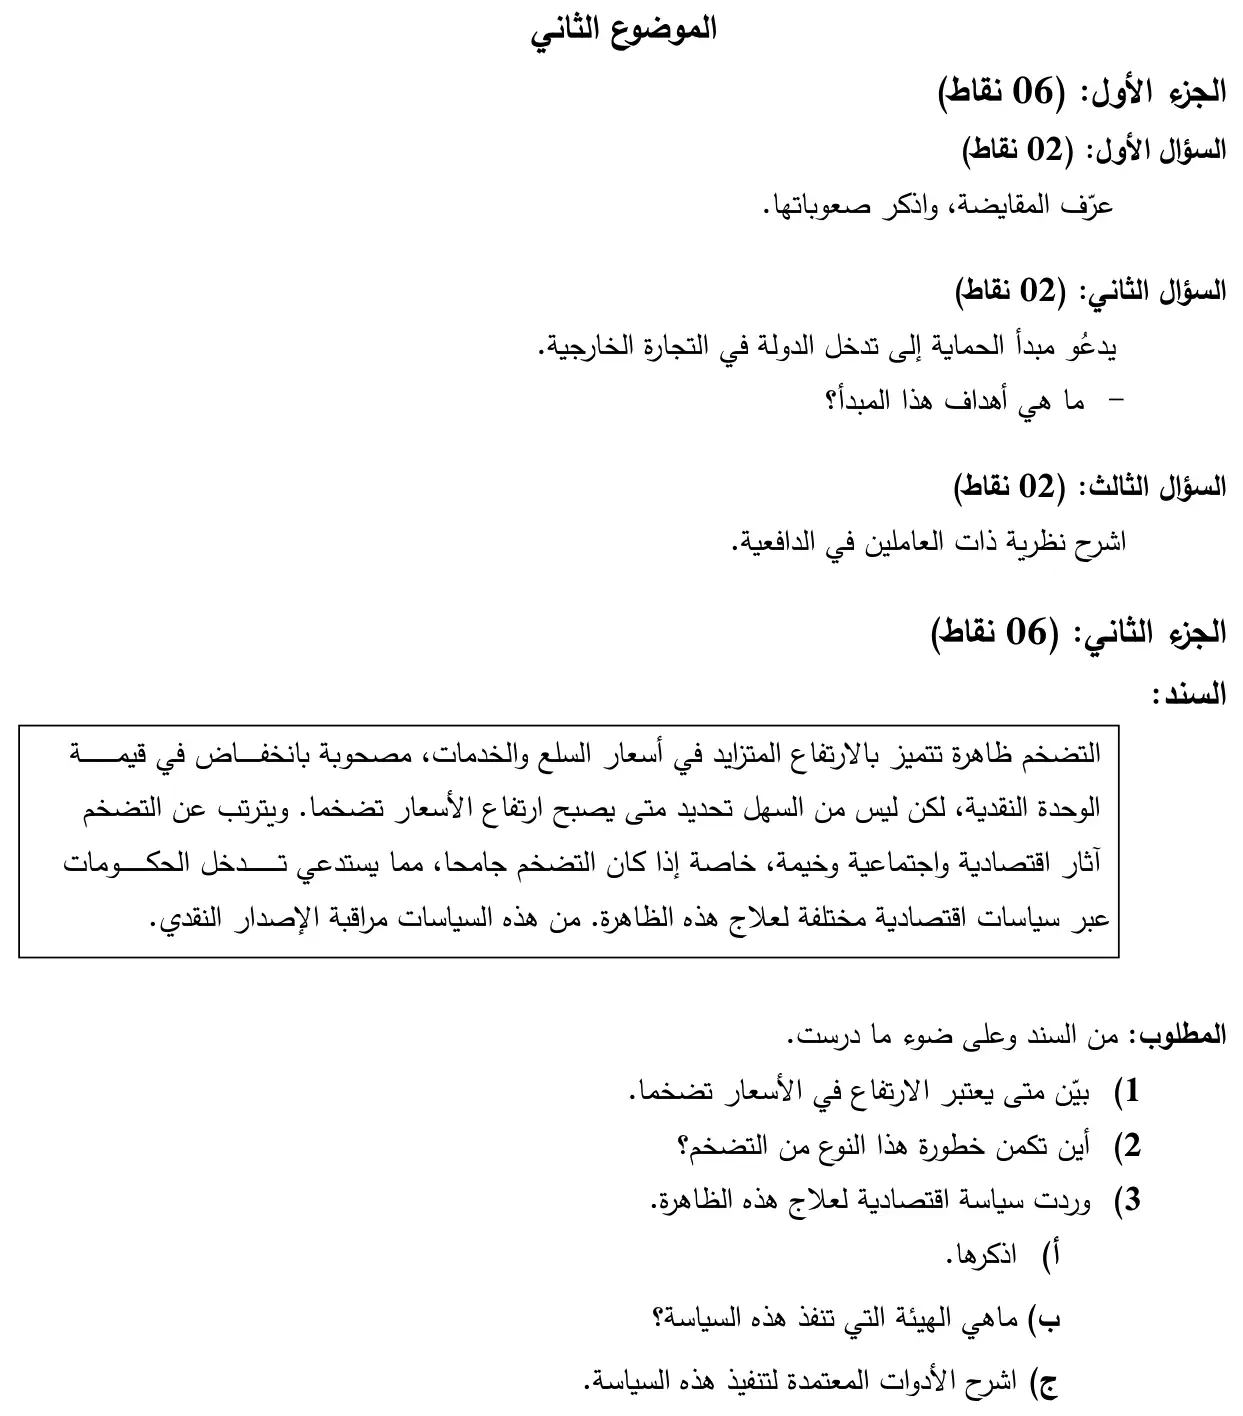 الموضوع الثاني
الجزء الأول: (06 نقاط)
السؤال الأول: (02 نقاط)
عرّف المقايضة، واذكر صعوباتها.
السؤال الثاني: (02 نقاط)
يدعُو مبدأ الحماية إلى تدخل الدولة في التجارة الخارجية.
- ما هي أهداف هذا المبدأ؟
السؤال الثالث: (02 نقاط)
اشرح نظرية ذات العاملين في الدافعية.
الجزء الثاني: (06 نقاط)
السند:
التضخم ظاهرة تتميز بالارتفاع المتزايد في أسعار السلع والخدمات، مصحوبة بانخفـــاض في قيمـــــة
الوحدة النقدية، لكن ليس من السهل تحديد متى يصبح ارتفاع الأسعار تضخما. ويترتب عن التضخم
آثار اقتصادية واجتماعية وخيمة، خاصة إذا كان التضخم جامحا، مما يستدعي تـــــدخل الحكـــومات
عبر سياسات اقتصادية مختلفة لعلاج هذه الظاهرة. من هذه السياسات مراقبة الإصدار النقدي.
المطلوب: من السند وعلى ضوء ما درست.
1) بيّن متى يعتبر الارتفاع في الأسعار تضخما.
2) أين تكمن خطورة هذا النوع من التضخم؟
3) وردت سياسة اقتصادية لعلاج هذه الظاهرة.
أ) اذكرها.
ب) ماهي الهيئة التي تنفذ هذه السياسة؟
ج) اشرح الأدوات المعتمدة لتنفيذ هذه السياسة.